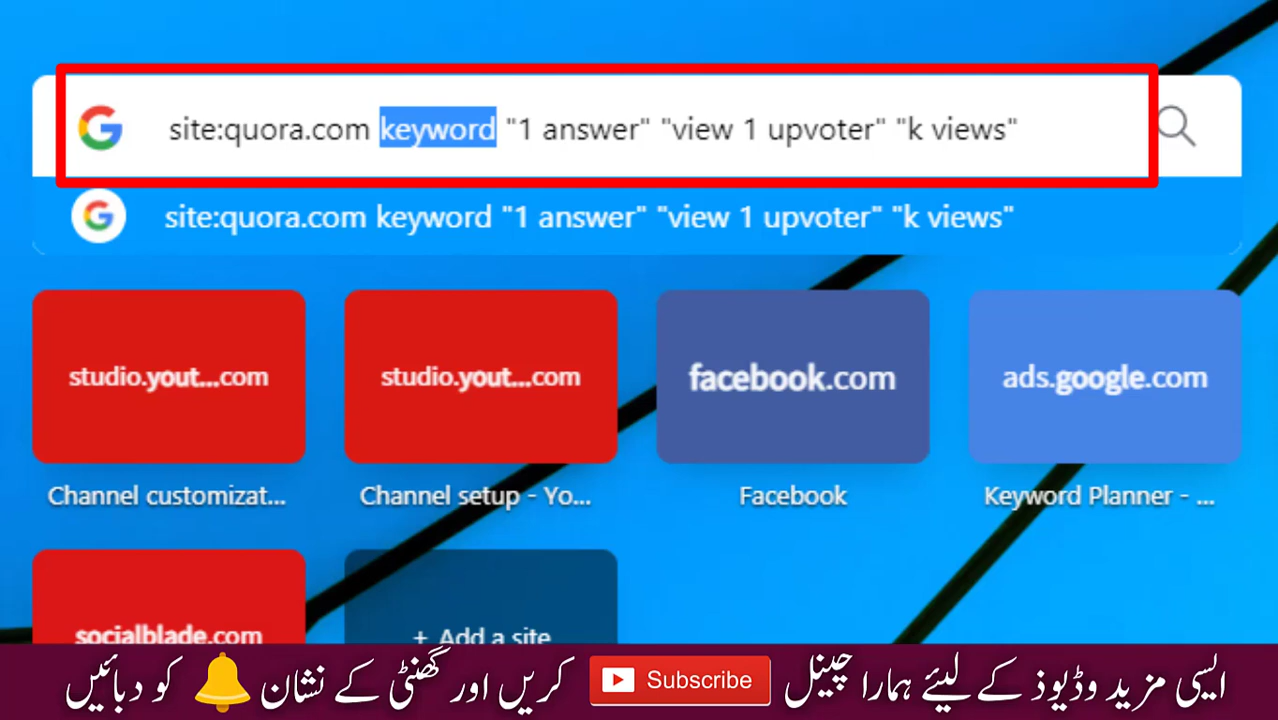 site:quora.com keyword "1 answer" "view 1 upvoter" "k views"
site:quora.com keyword "1 answer" "view 1 upvoter" "k views"
studio.yout...com
studio.yout...com
facebook.com
ads.google.com
Channel customizat...
Channel setup - Yo...
Facebook
Keyword Planner - ...
socialblade.com
+ Add a site
ایسی مزید وڈیوذ کے لیئے ہمارا چینل Subscribe کریں اور گھنٹی کے نشان کو دبائیں